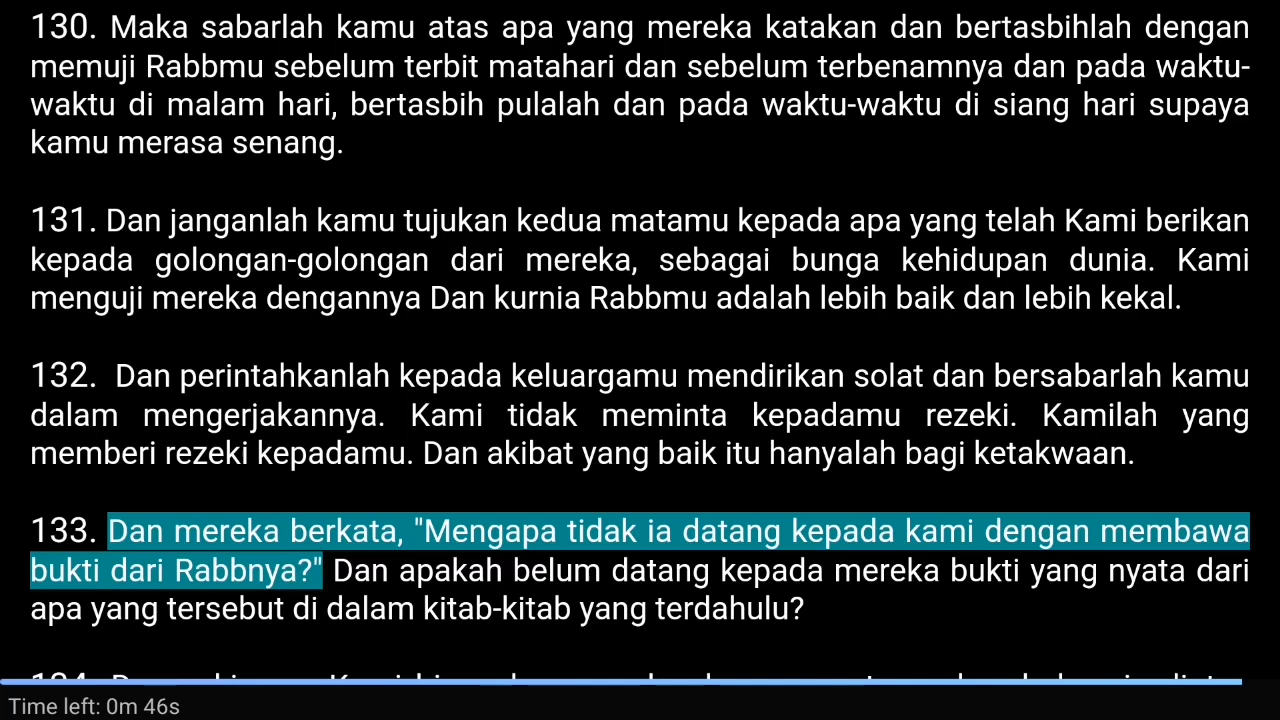 130. Maka sabarlah kamu atas apa yang mereka katakan dan bertasbihlah dengan
memuji Rabbmu sebelum terbit matahari dan sebelum terbenamnya dan pada waktu-
waktu di malam hari, bertasbih pulalah dan pada waktu-waktu di siang hari supaya
kamu merasa senang.
131. Dan janganlah kamu tujukan kedua matamu kepada apa yang telah Kami berikan
kepada golongan-golongan dari mereka, sebagai bunga kehidupan dunia. Kami
menguji mereka dengannya Dan kurnia Rabbmu adalah lebih baik dan lebih kekal.
132. Dan perintahkanlah kepada keluargamu mendirikan solat dan bersabarlah kamu
dalam mengerjakannya. Kami tidak meminta kepadamu rezeki. Kamilah yang
memberi rezeki kepadamu. Dan akibat yang baik itu hanyalah bagi ketakwaan.
133. Dan mereka berkata, "Mengapa tidak ia datang kepada kami dengan membawa
bukti dari Rabbnya?" Dan apakah belum datang kepada mereka bukti yang nyata dari
apa yang tersebut di dalam kitab-kitab yang terdahulu?
Time left: 0m 46s